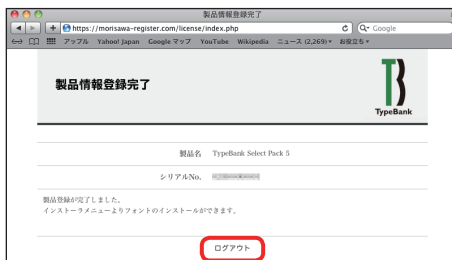 製品情報登録完了
https://morisawa-register.com/license/index.php
Google
アップル Yahoo! Japan Google マップ YouTube Wikipedia ニュース (2,269)▾ お役立ち▾
製品情報登録完了
TB
TypeBank
製品名 TypeBank Select Pack 5
シリアルNo.
製品登録が完了しました。
インストーラメニューよりフォントのインストールができます。
ログアウト